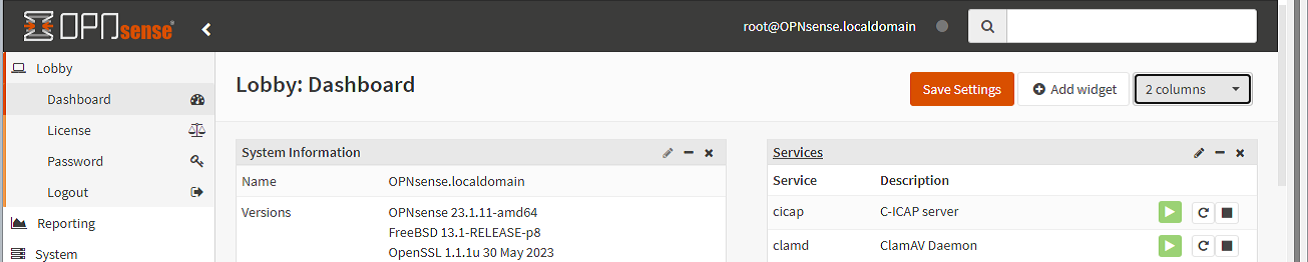 OPNsense
root@OPNsense.localdomain
Lobby
Dashboard
License
Password
Logout
Reporting
System
Lobby: Dashboard
Save Settings
Add widget
2 columns
System Information
Name OPNsense.localdomain
Versions OPNsense 23.1.11-amd64
FreeBSD 13.1-RELEASE-p8
OpenSSL 1.1.1u 30 May 2023
Services
Service Description
cicap C-ICAP server
clamd ClamAV Daemon